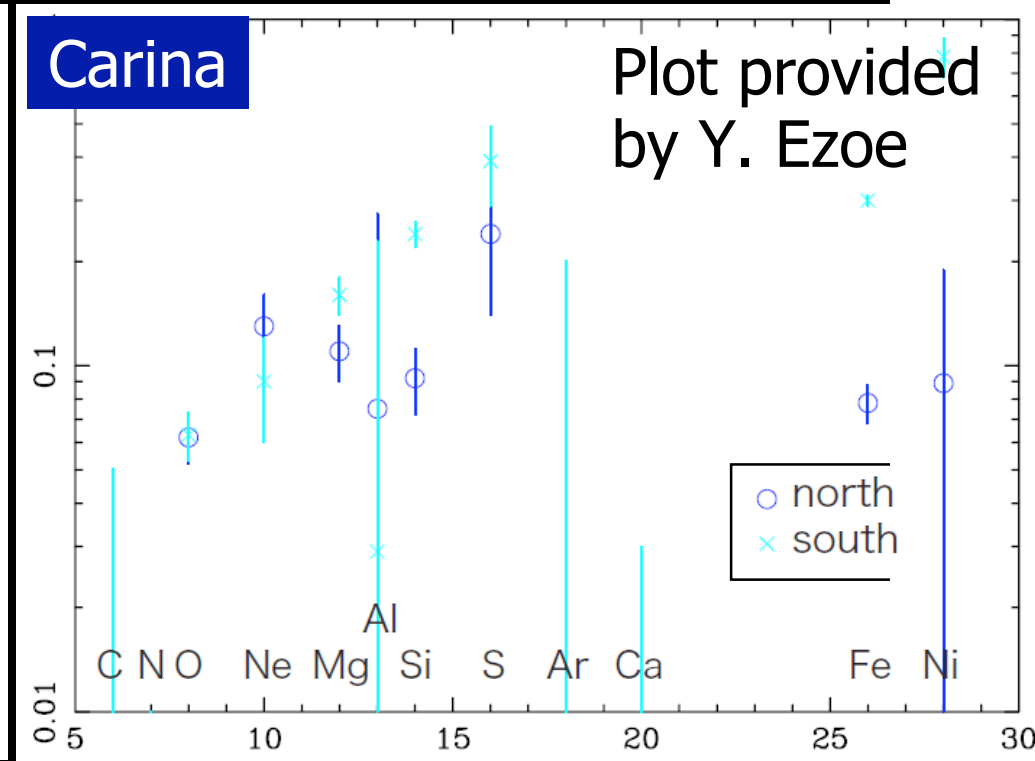 Carina
Plot provided
by Y. Ezoe
0.1
north
south
Al
C N O Ne Mg Si S Ar Ca Fe Ni
0.01
5 10 15 20 25 30